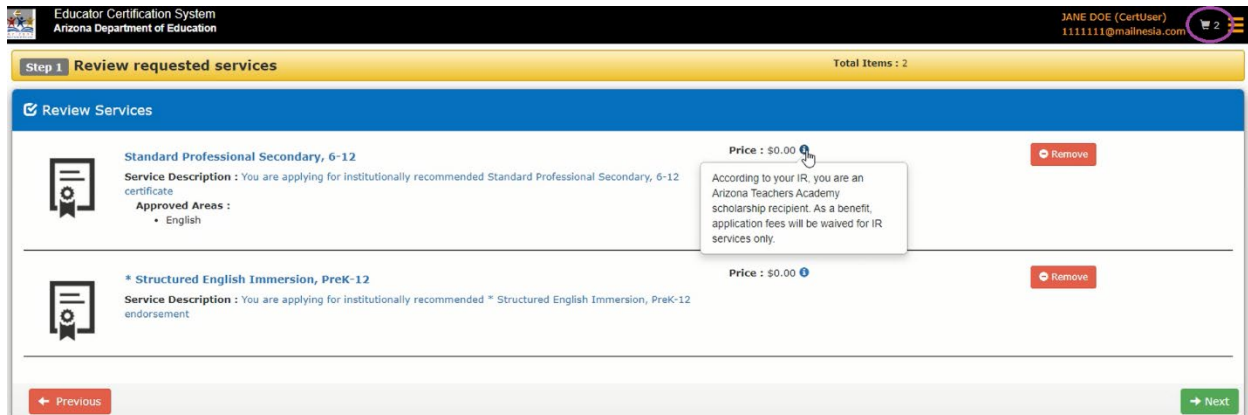 Educator Certification System
Arizona Department of Education
JANE DOE (CertUser)
1111111@mailnesia.com
2
Step 1 Review requested services
Total Items : 2
Review Services
Standard Professional Secondary, 6-12
Price : $0.00
Remove
Service Description : You are applying for institutionally recommended Standard Professional Secondary, 6-12
certificate
Approved Areas :
• English
According to your IR, you are an
Arizona Teachers Academy
scholarship recipient. As a benefit,
application fees will be waived for IR
services only.
* Structured English Immersion, PreK-12
Price : $0.00
Remove
Service Description : You are applying for institutionally recommended * Structured English Immersion, PreK-12
endorsement
Previous
Next